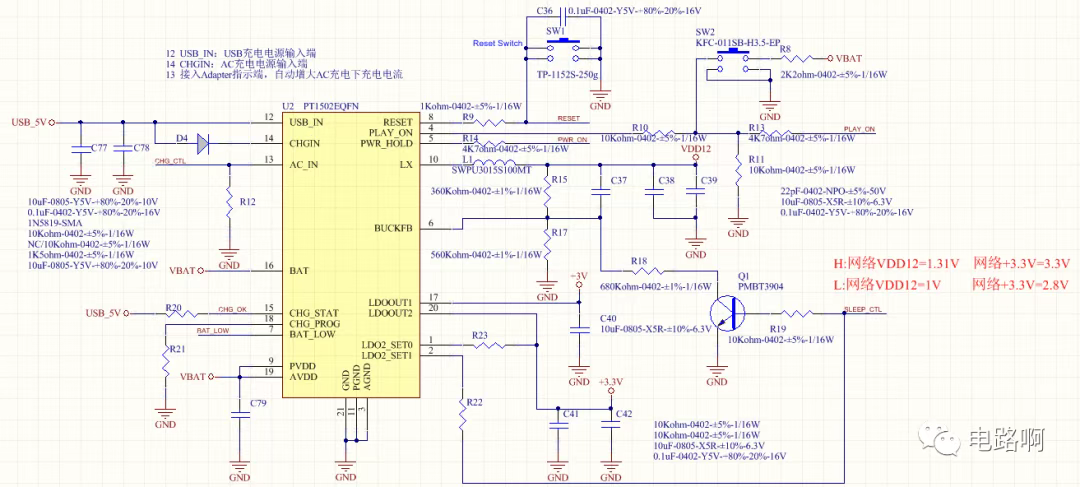 C36
0.1uF-0402-Y5V-+80%-20%-16V
SW1
Reset Switch
TP-1152S-250g
GND
SW2
KFC-011SB-H3.5-EP
R8
VBAT
2K2ohm-0402-±5%-1/16W
GND
12 USB_IN：USB充电电源输入端
14 CHGIN：AC充电电源输入端
13 接入Adapter指示端，自动增大AC充电下充电电流
U2 PT1502EQFN
USB_5V
12 USB_IN
14 CHGIN
13 AC_IN
16 BAT
15 CHG_STAT
18 CHG_PROG
7 BAT_LOW
9 PVDD
19 AVDD
RESET 8
PLAY_ON 4
PWR_HOLD 5
LX 10
BUCKFB 6
LDOOUT1 17
LDOOUT2 20
LDO2_SET0 1
LDO2_SET1 2
GND
PGND
AGND
21
11
3
GND
C77
C78
GND
GND
D4
CHG_CTL
R12
GND
10uF-0805-Y5V-+80%-20%-10V
0.1uF-0402-Y5V-+80%-20%-16V
1N5819-SMA
10Kohm-0402-±5%-1/16W
NC/10Kohm-0402-±5%-1/16W
1K5ohm-0402-±5%-1/16W
10uF-0805-Y5V-+80%-20%-10V
VBAT
USB_5V
R20
CHG_OK
BAT_LOW
R21
GND
VBAT
C79
GND
1Kohm-0402-±5%-1/16W
R9
RESET
R14
PWR_ON
4K7ohm-0402-±5%-1/16W
R10
10Kohm-0402-±5%-1/16W
R13
PLAY_ON
4K7ohm-0402-±5%-1/16W
R11
10Kohm-0402-±5%-1/16W
GND
L1
SWPU3015S100MT
VDD12
R15
360Kohm-0402-±1%-1/16W
C37
C38
C39
22pF-0402-NPO-±5%-50V
10uF-0805-X5R-±10%-6.3V
0.1uF-0402-Y5V-+80%-20%-16V
GND
R17
560Kohm-0402-±1%-1/16W
GND
R18
680Kohm-0402-±1%-1/16W
Q1
PMBT3904
H:网络VDD12=1.31V 网络+3.3V=3.3V
L:网络VDD12=1V 网络+3.3V=2.8V
SLEEP_CTL
R19
10Kohm-0402-±5%-1/16W
GND
+3V
C40
10uF-0805-X5R-±10%-6.3V
GND
R23
+3.3V
R22
C41
C42
GND
GND
10Kohm-0402-±5%-1/16W
10Kohm-0402-±5%-1/16W
10uF-0805-X5R-±10%-6.3V
0.1uF-0402-Y5V-+80%-20%-16V
电路啊